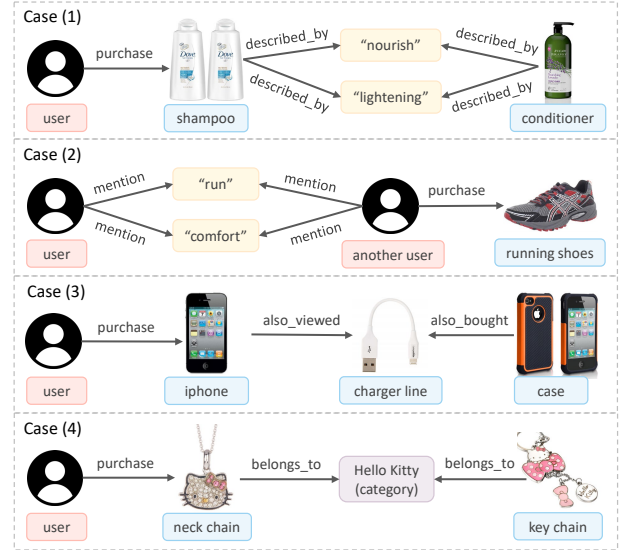 Case (1)
purchase
described_by
"nourish"
described_by
described_by
"lightening"
described_by
Dove
Dove
user
shampoo
conditioner
Case (2)
mention
"run"
mention
purchase
mention
"comfort"
mention
user
another user
running shoes
Case (3)
purchase
also_viewed
also_bought
user
iphone
charger line
case
Case (4)
purchase
belongs_to
Hello Kitty
(category)
belongs_to
user
neck chain
key chain